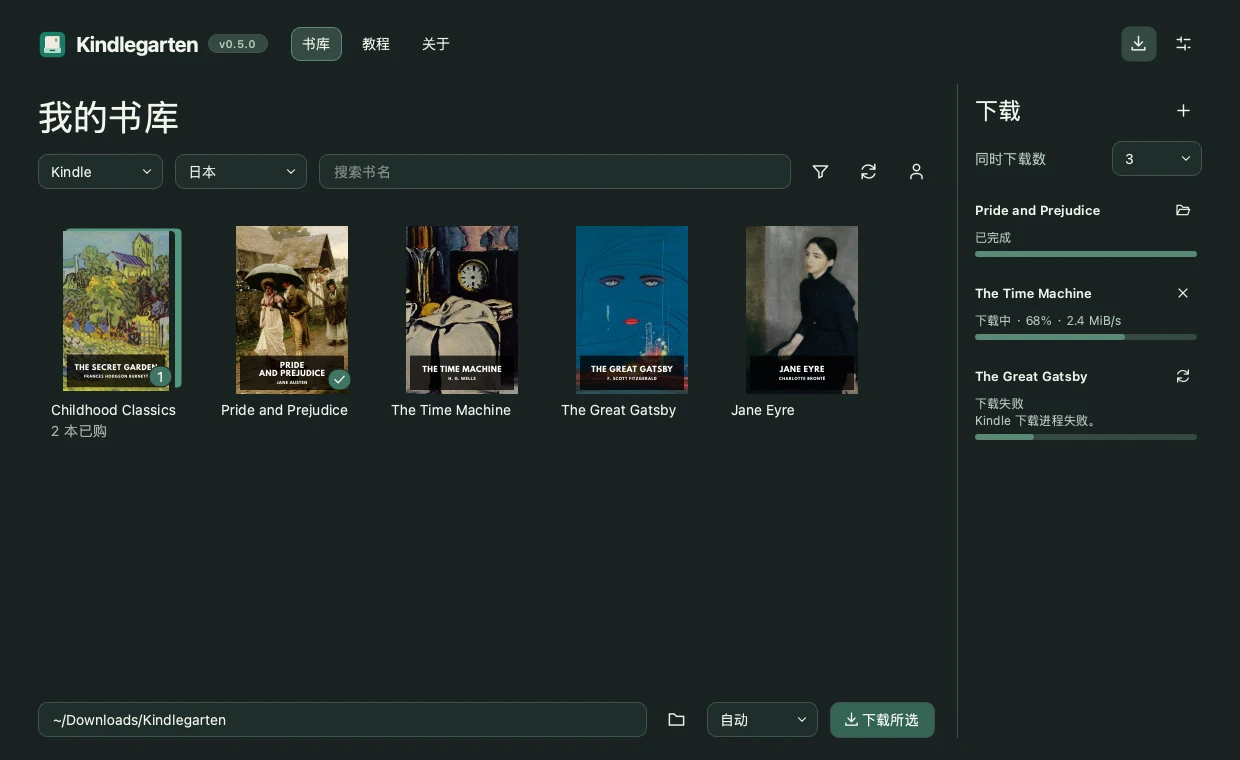 Kindlegarten v0.5.0 书库 教程 关于
我的书库
Kindle 日本 搜索书名
THE SECRET GARDEN
FRANCES HODGSON BURNETT
1
Childhood Classics
2 本已购
PRIDE
AND PREJUDICE
JANE AUSTEN
Pride and Prejudice
THE TIME MACHINE
H. G. WELLS
The Time Machine
THE GREAT GATSBY
F. SCOTT FITZGERALD
The Great Gatsby
JANE EYRE
CHARLOTTE BRONTË
Jane Eyre
~/Downloads/Kindlegarten 自动 下载所选
下载
同时下载数 3
Pride and Prejudice
已完成
The Time Machine
下载中 · 68% · 2.4 MiB/s
The Great Gatsby
下载失败
Kindle 下载进程失败。